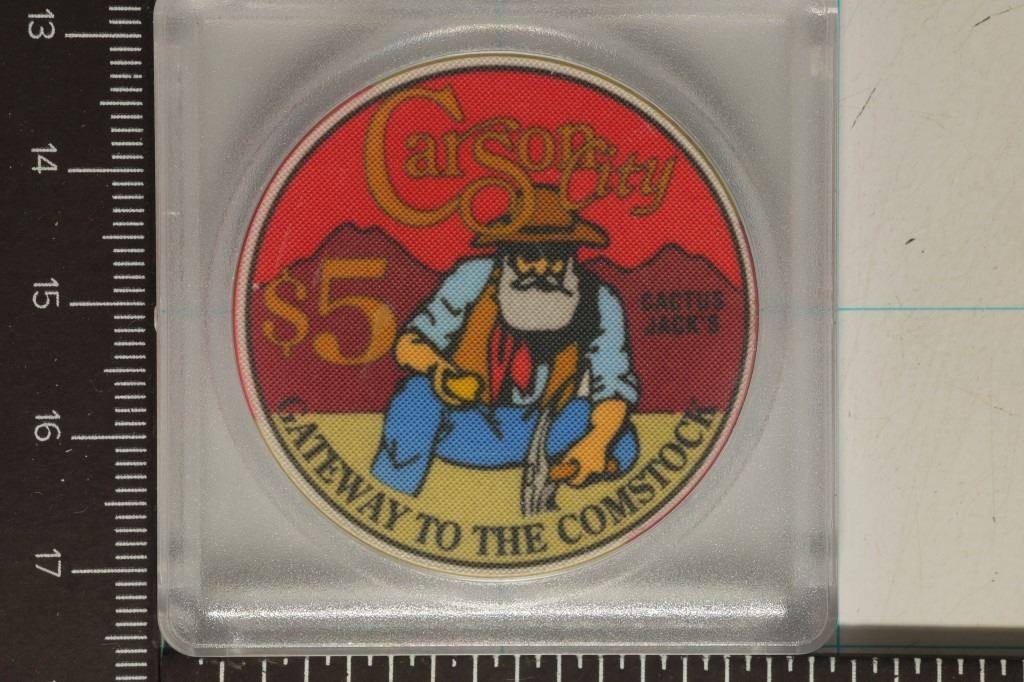 Carson City
$5
CACTUS
JACK'S
GATEWAY TO THE COMSTOCK
13
14
15
16
17